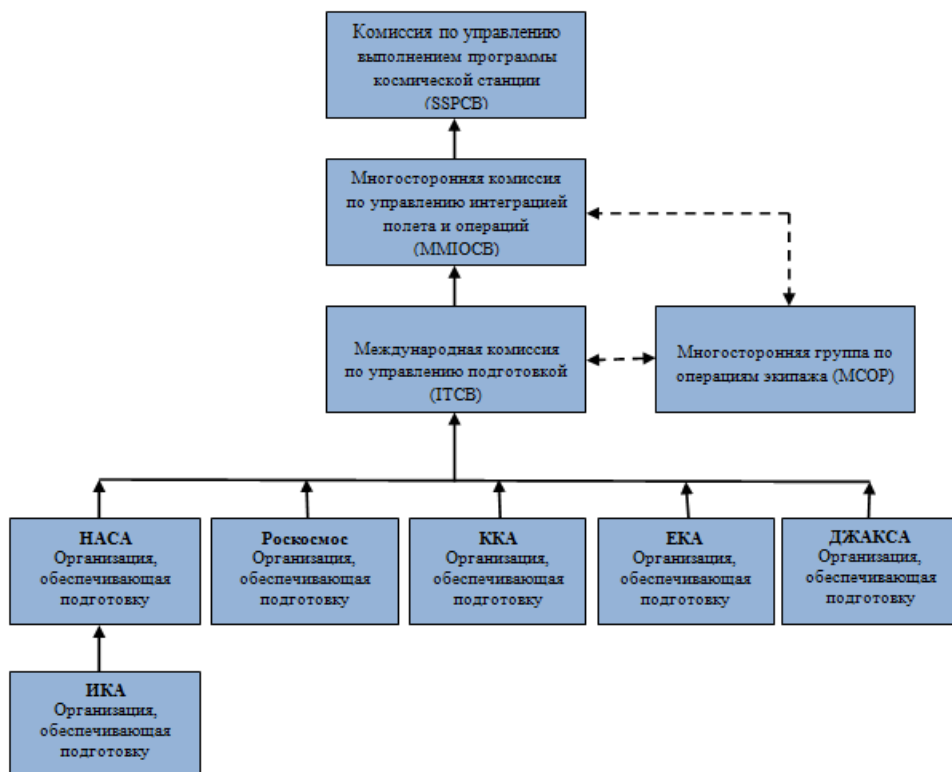 Комиссия по управлению
выполнением программы
космической станции
(SSPCB)
Многосторонняя комиссия
по управлению интеграцией
полета и операций
(MMIOCB)
Международная комиссия
по управлению подготовкой
(ITCB)
Многосторонняя группа по
операциям экипажа (MCOP)
НАСА
Организация,
обеспечивающая
подготовку
Роскосмос
Организация,
обеспечивающая
подготовку
ККА
Организация,
обеспечивающая
подготовку
ЕКА
Организация,
обеспечивающая
подготовку
ДЖАКСА
Организация,
обеспечивающая
подготовку
ИКА
Организация,
обеспечивающая
подготовку